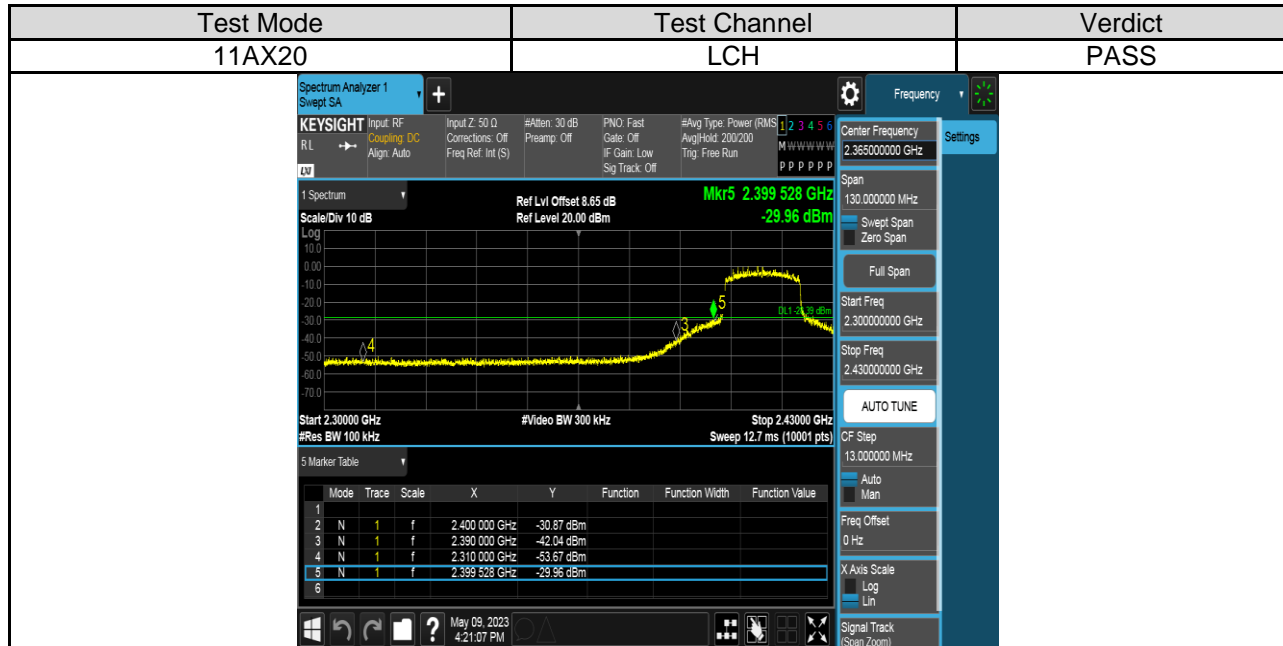 Test Mode Test Channel Verdict
11AX20 LCH PASS
Spectrum Analyzer 1
Swept SA
+
Frequency
KEYSIGHT Input: RF Input Z: 50 Ω #Atten: 30 dB PNO: Fast #Avg Type: Power (RMS 1 2 3 4 5 6
RL Coupling: DC Corrections: Off Preamp: Off Gate: Off Avg|Hold: 200/200 M W W W W W
Align: Auto Freq Ref: Int (S) IF Gain: Low Trig: Free Run
LXI Sig Track: Off P P P P P P
1 Spectrum
Ref Lvl Offset 8.65 dB Mkr5 2.399 528 GHz
Scale/Div 10 dB Ref Level 20.00 dBm -29.96 dBm
Log
10.0
0.00
-10.0
-20.0
-30.0
-40.0
-50.0
-60.0
-70.0
5
3
4
Start 2.30000 GHz #Video BW 300 kHz Stop 2.43000 GHz
#Res BW 100 kHz Sweep 12.7 ms (10001 pts)
5 Marker Table
Mode Trace Scale X Y Function Function Width Function Value
1
2 N 1 f 2.400 000 GHz -30.87 dBm
3 N 1 f 2.390 000 GHz -42.04 dBm
4 N 1 f 2.310 000 GHz -53.67 dBm
5 N 1 f 2.399 528 GHz -29.96 dBm
6
?
May 09, 2023
4:21:07 PM
Center Frequency
2.365000000 GHz
Settings
Span
130.000000 MHz
Swept Span
Zero Span
Full Span
Start Freq
2.300000000 GHz
Stop Freq
2.430000000 GHz
AUTO TUNE
CF Step
13.000000 MHz
Auto
Man
Freq Offset
0 Hz
X Axis Scale
Log
Lin
Signal Track
(Span Zoom)